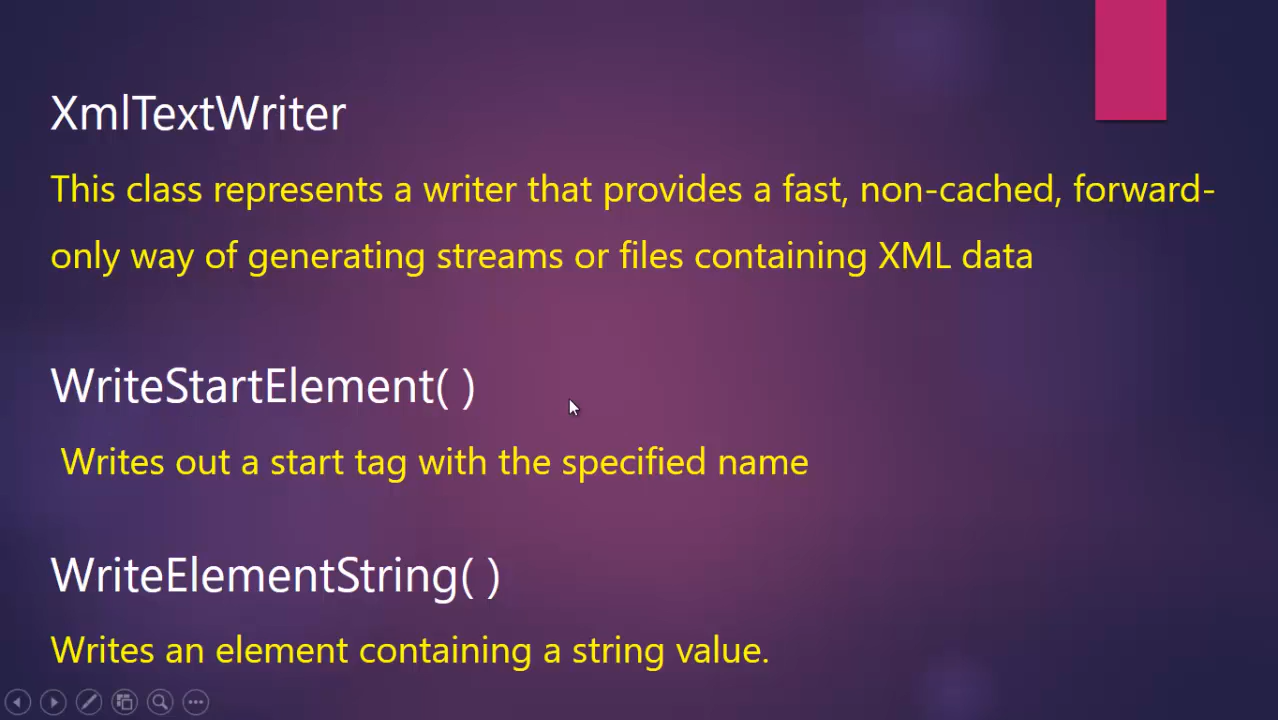 XmlTextWriter
This class represents a writer that provides a fast, non-cached, forward-
only way of generating streams or files containing XML data
WriteStartElement( )
Writes out a start tag with the specified name
WriteElementString( )
Writes an element containing a string value.